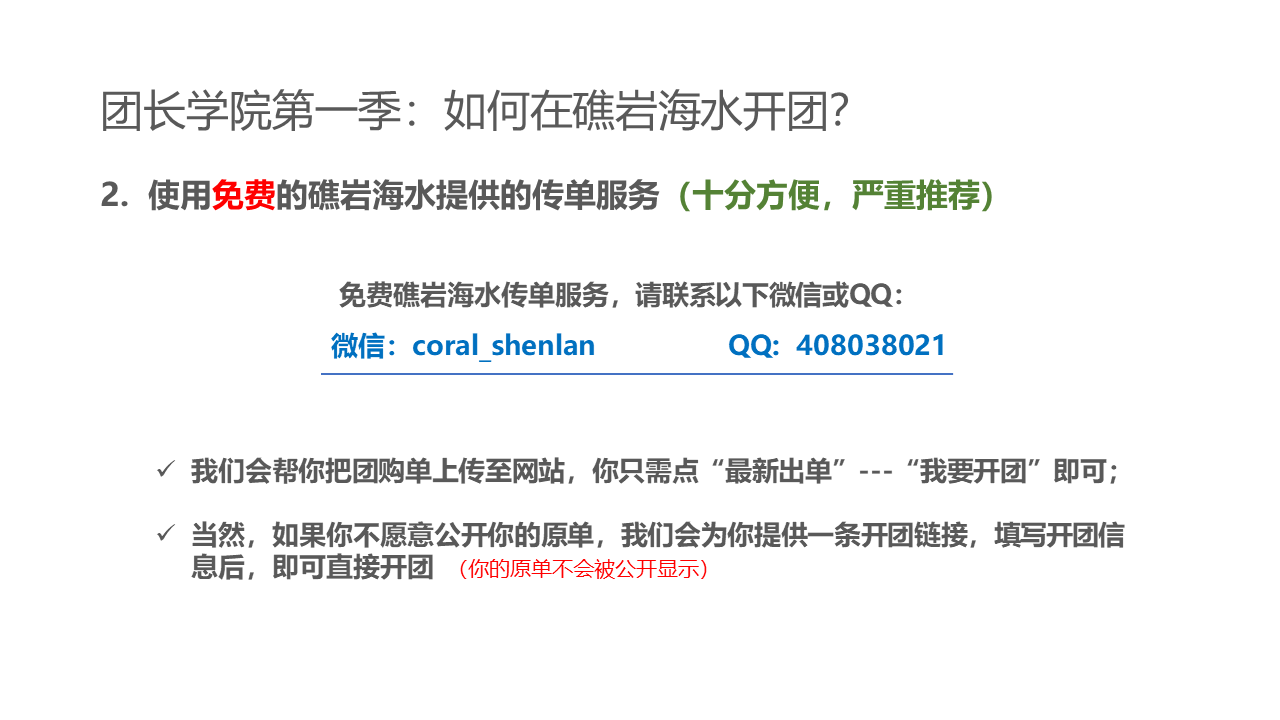 团长学院第一季：如何在礁岩海水开团？
2. 使用免费的礁岩海水提供的传单服务（十分方便，严重推荐）
免费礁岩海水传单服务，请联系以下微信或QQ：
微信：coral_shenlan QQ: 408038021
✓ 我们会帮你把团购单上传至网站，你只需点“最新出单”---“我要开团”即可；
✓ 当然，如果你不愿意公开你的原单，我们会为你提供一条开团链接，填写开团信
息后，即可直接开团 （你的原单不会被公开显示）